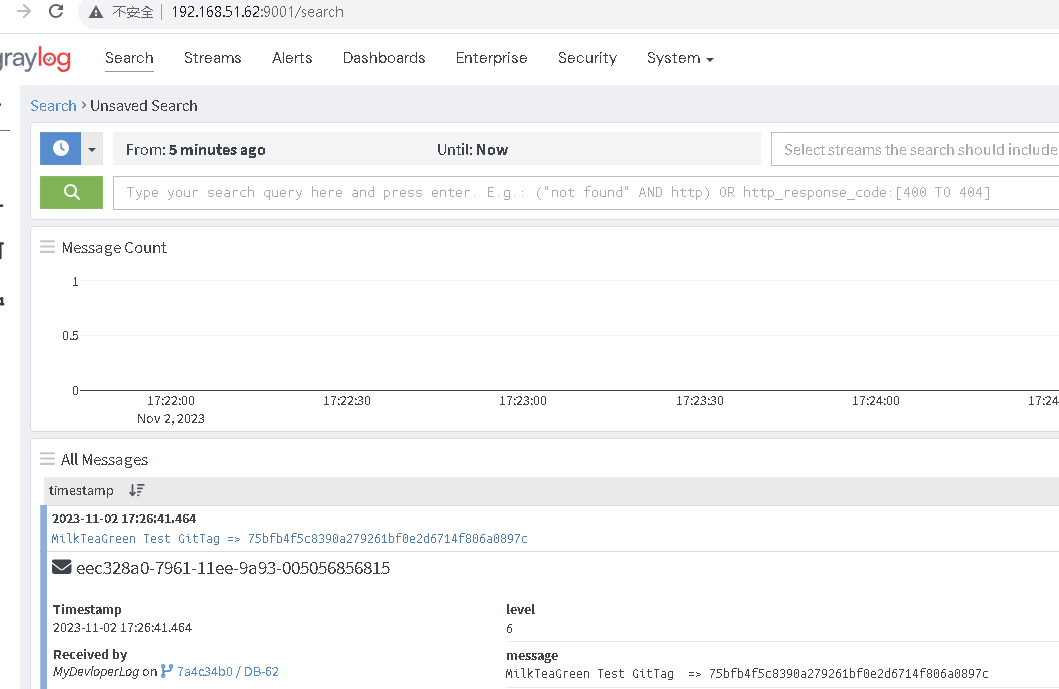 不安全 192.168.51.62:9001/search
graylog Search Streams Alerts Dashboards Enterprise Security System
Search > Unsaved Search
From: 5 minutes ago Until: Now Select streams the search should include
Type your search query here and press enter. E.g.: ("not found" AND http) OR http_response_code:[400 TO 404]
Message Count
1
0.5
0
17:22:00 17:22:30 17:23:00 17:23:30 17:24:00 17:24
Nov 2, 2023
All Messages
timestamp
2023-11-02 17:26:41.464
MilkTeaGreen Test GitTag => 75bfb4f5c8390a279261bf0e2d6714f806a0897c
eec328a0-7961-11ee-9a93-005056856815
Timestamp level
2023-11-02 17:26:41.464 6
Received by message
MyDevloperLog on 7a4c34b0 / DB-62 MilkTeaGreen Test GitTag => 75bfb4f5c8390a279261bf0e2d6714f806a0897c